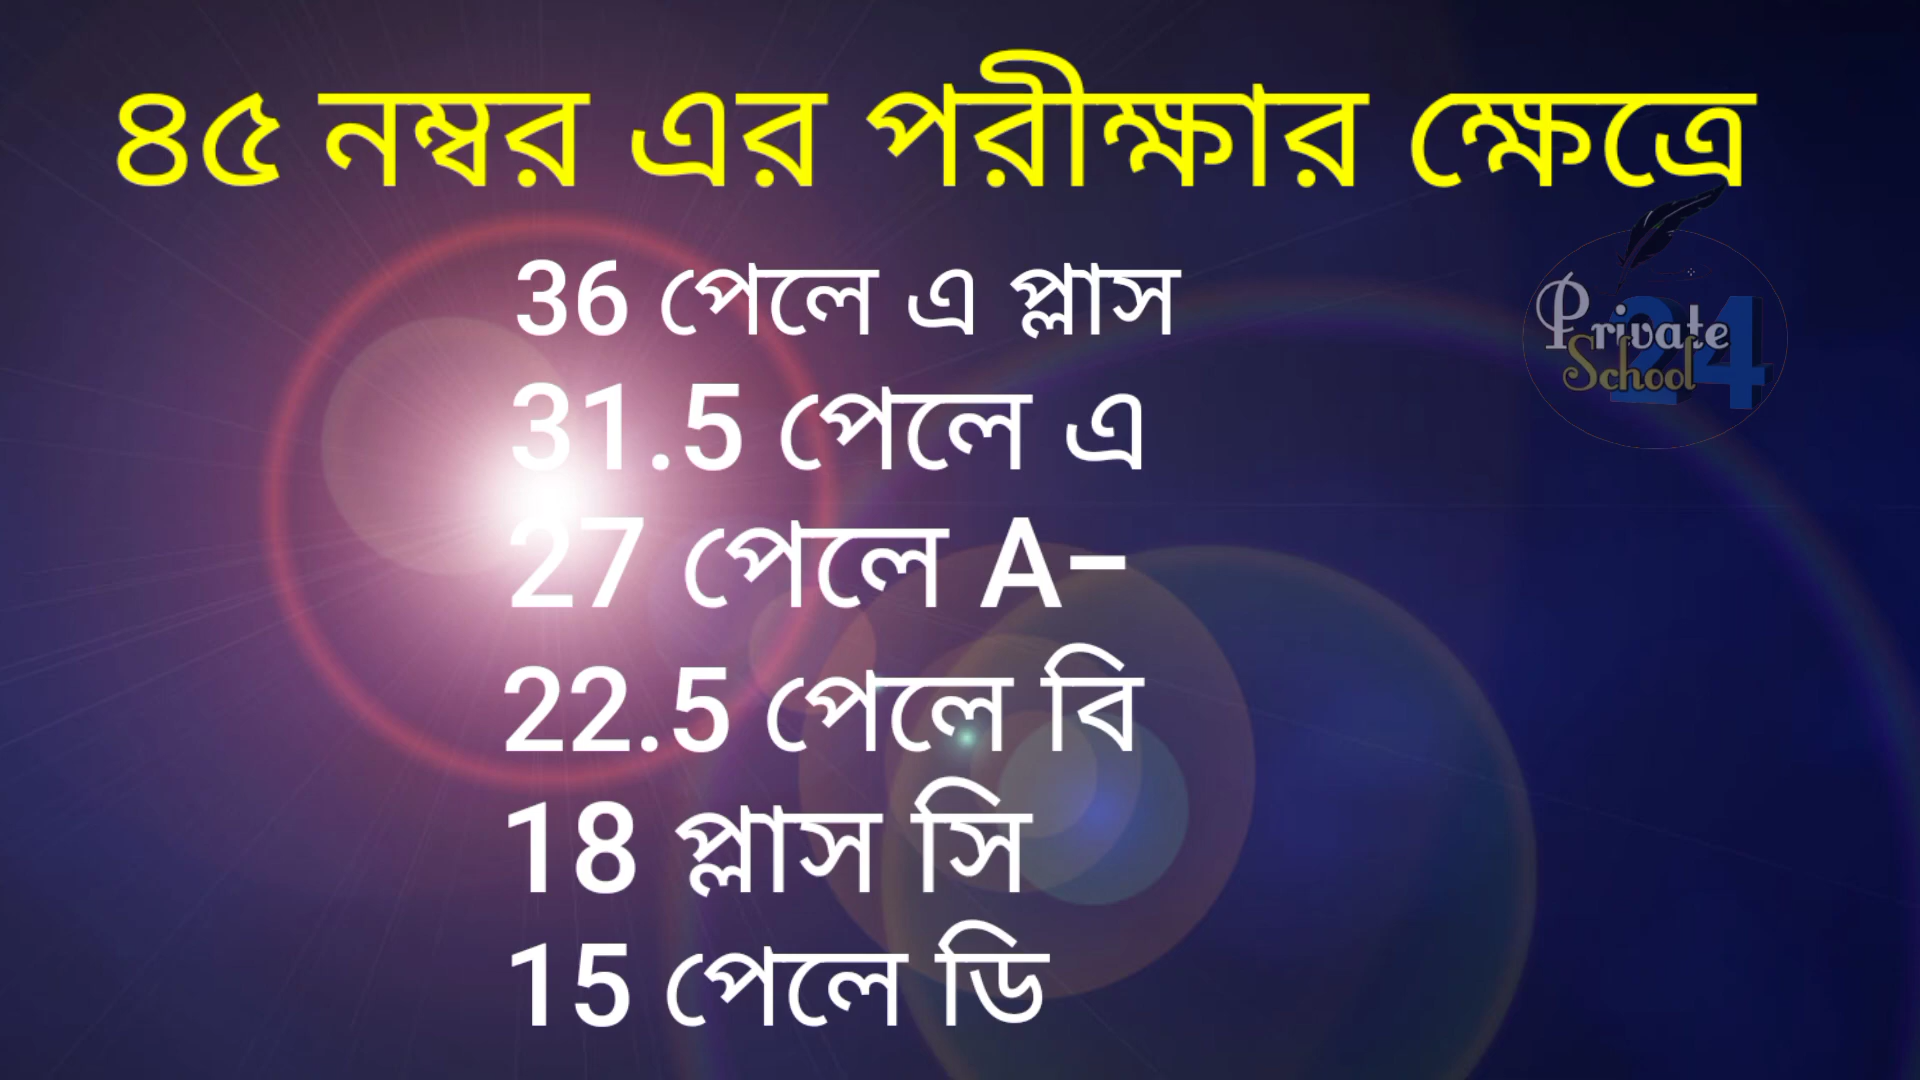 ৪৫ নম্বর এর পরীক্ষার ক্ষেত্রে
36 পেলে এ প্লাস
31.5 পেলে এ
27 পেলে A-
22.5 পেলে বি
18 প্লাস সি
15 পেলে ডি
Private
School 24